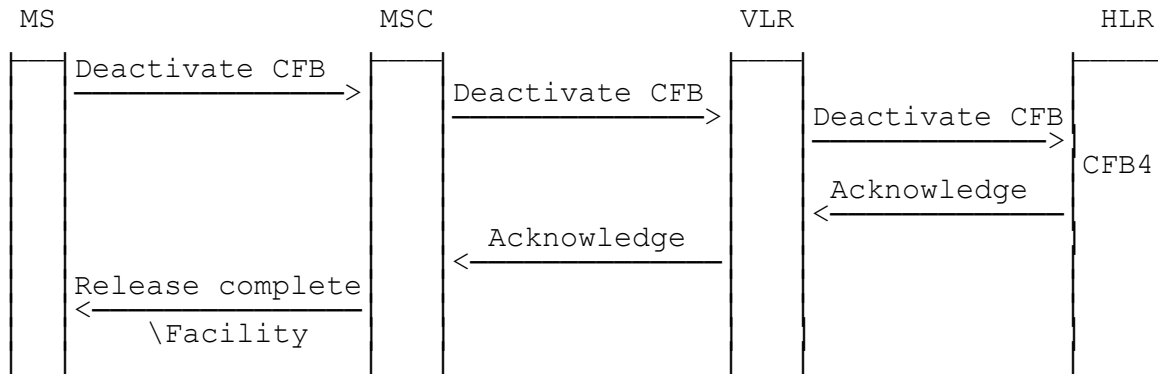 MS MSC VLR HLR
Deactivate CFB
Deactivate CFB
Deactivate CFB
CFB4
Acknowledge
Acknowledge
Release complete
\Facility